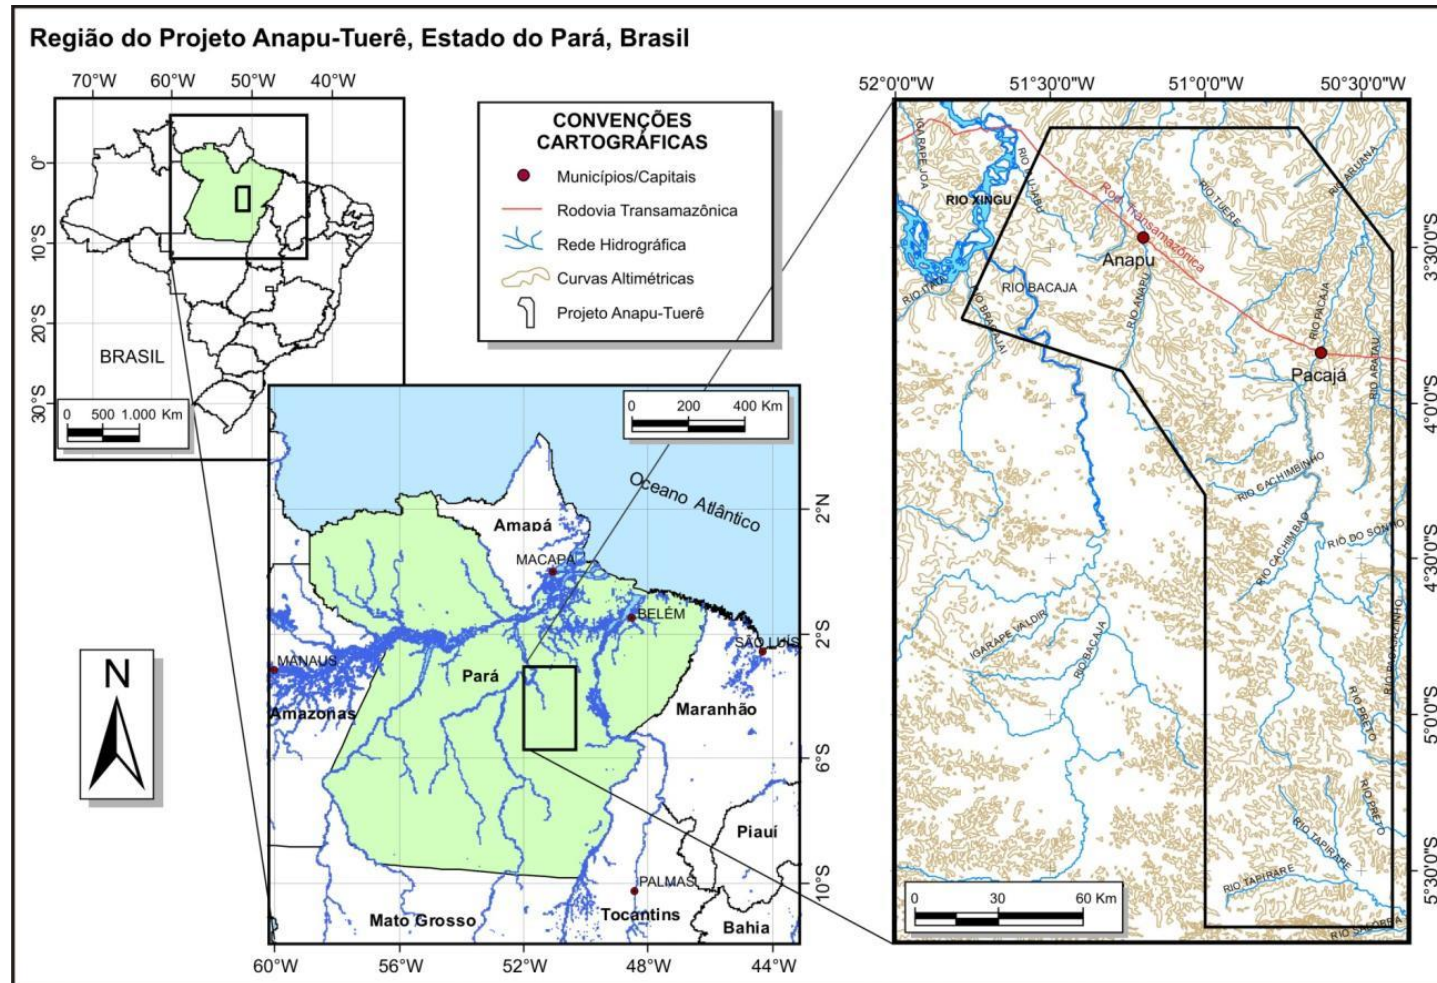 Região do Projeto Anapu-Tuerê, Estado do Pará, Brasil
70°W 60°W 50°W 40°W
0°
10°S
20°S
30°S
BRASIL
0 500 1.000 Km
CONVENÇÕES
CARTOGRÁFICAS
Municípios/Capitais
Rodovia Transamazônica
Rede Hidrográfica
Curvas Altimétricas
Projeto Anapu-Tuerê
0 200 400 Km
Oceano Atlântico
Amapá
MACAPÁ
BELÉM
SÃO LUÍS
MANAUS
Pará
Amazonas
Maranhão
Piauí
PALMAS
Mato Grosso
Tocantins
Bahia
2°N
2°S
6°S
10°S
60°W 56°W 52°W 48°W 44°W
N
52°0'0"W 51°30'0"W 51°0'0"W 50°30'0"W
3°30'0"S
4°0'0"S
4°30'0"S
5°0'0"S
5°30'0"S
IGARAPE JOA
RIO XINGU
RIO TUERE
RIO ARUANA
Rod. Transamazônica
Anapu
RIO ITATA
RIO BACAJA
RIO ANAPU
RIO PACAJA
RIO ARATAU
Pacajá
RIO CACHIMBINHO
RIO CACHIMBAO
RIO DO SONHO
IGARAPE VALDIR
RIO BACAJA
RIO PRETO
RIO PRETO
RIO TAPIRARE
RIO TAPIRARE
0 30 60 Km